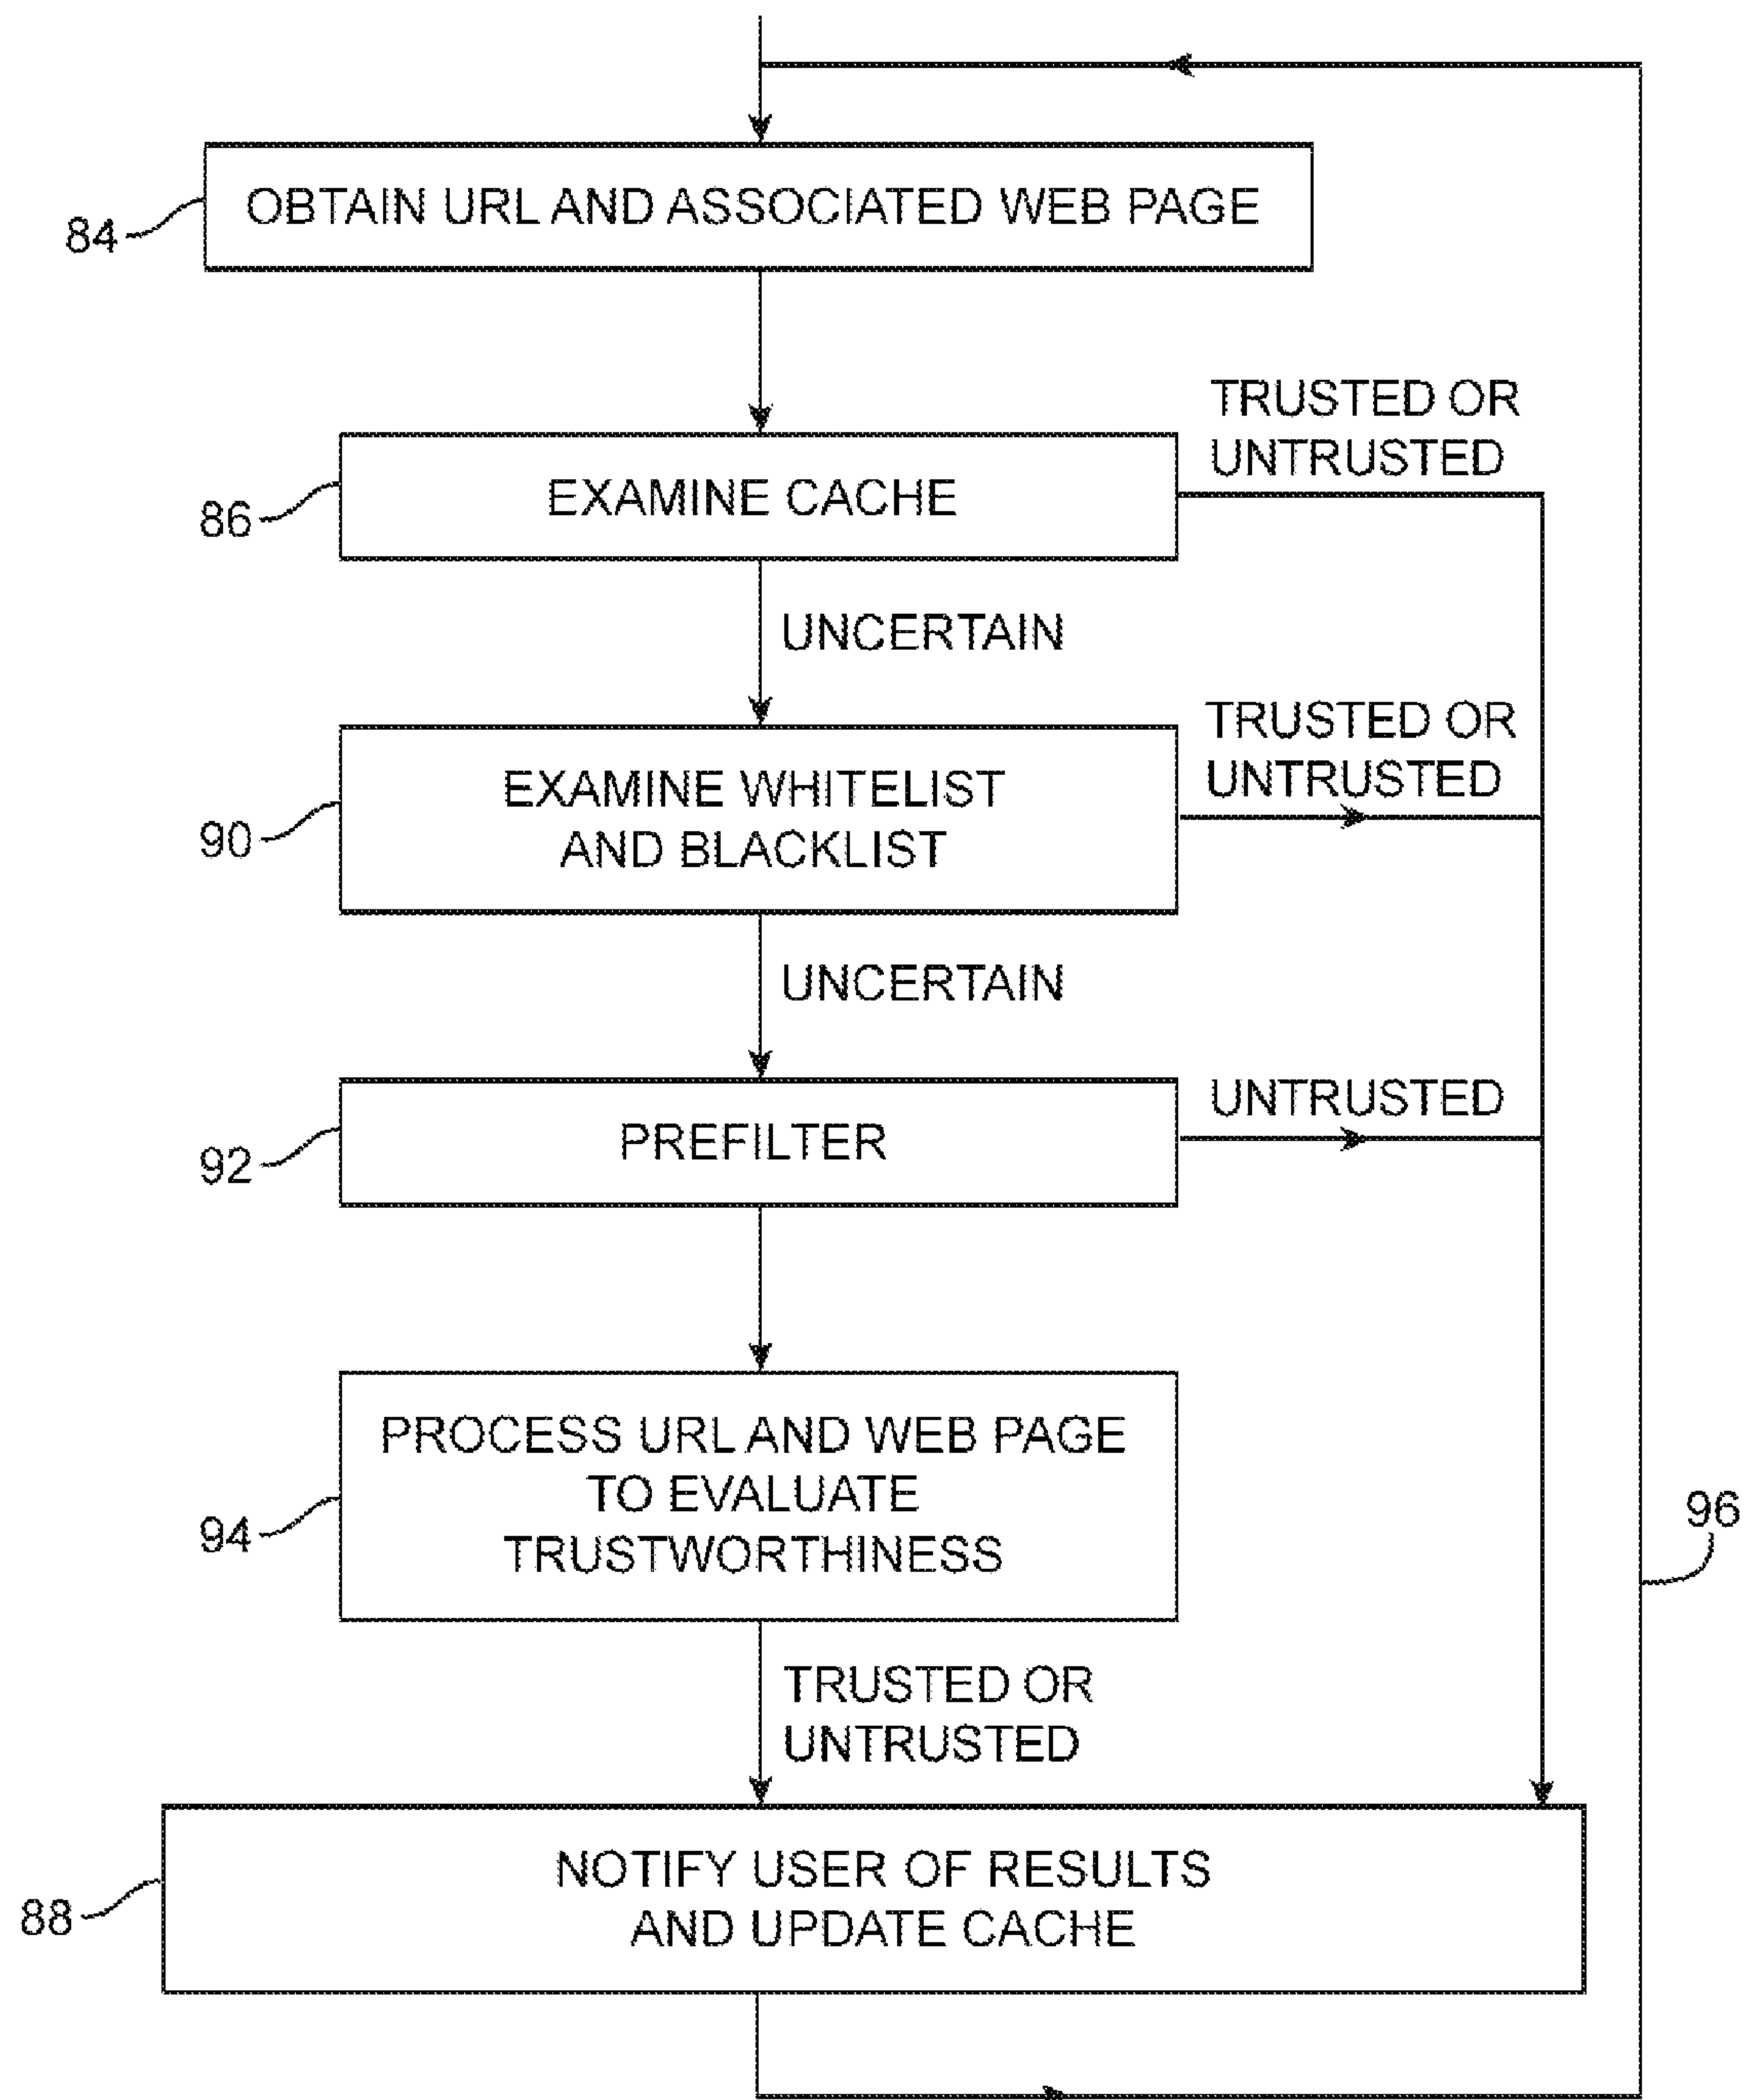 84
OBTAIN URL AND ASSOCIATED WEB PAGE
86
EXAMINE CACHE
TRUSTED OR
UNTRUSTED
UNCERTAIN
90
EXAMINE WHITELIST
AND BLACKLIST
TRUSTED OR
UNTRUSTED
UNCERTAIN
92
PREFILTER
UNTRUSTED
94
PROCESS URL AND WEB PAGE
TO EVALUATE
TRUSTWORTHINESS
96
TRUSTED OR
UNTRUSTED
88
NOTIFY USER OF RESULTS
AND UPDATE CACHE